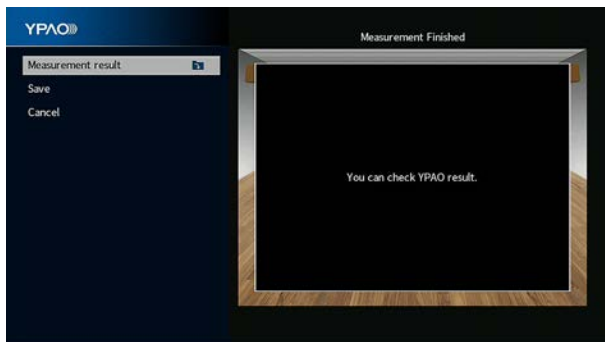 YPAO
Measurement Finished
Measurement result
Save
Cancel
You can check YPAO result.